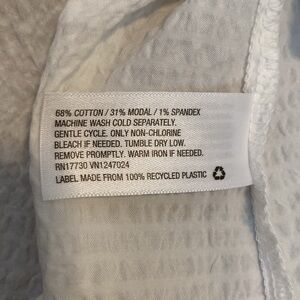 68% COTTON / 31% MODAL / 1% SPANDEX
MACHINE WASH COLD SEPARATELY.
GENTLE CYCLE. ONLY NON-CHLORINE
BLEACH IF NEEDED. TUMBLE DRY LOW.
REMOVE PROMPTLY. WARM IRON IF NEEDED.
RN17730 VN1247024
LABEL MADE FROM 100% RECYCLED PLASTIC